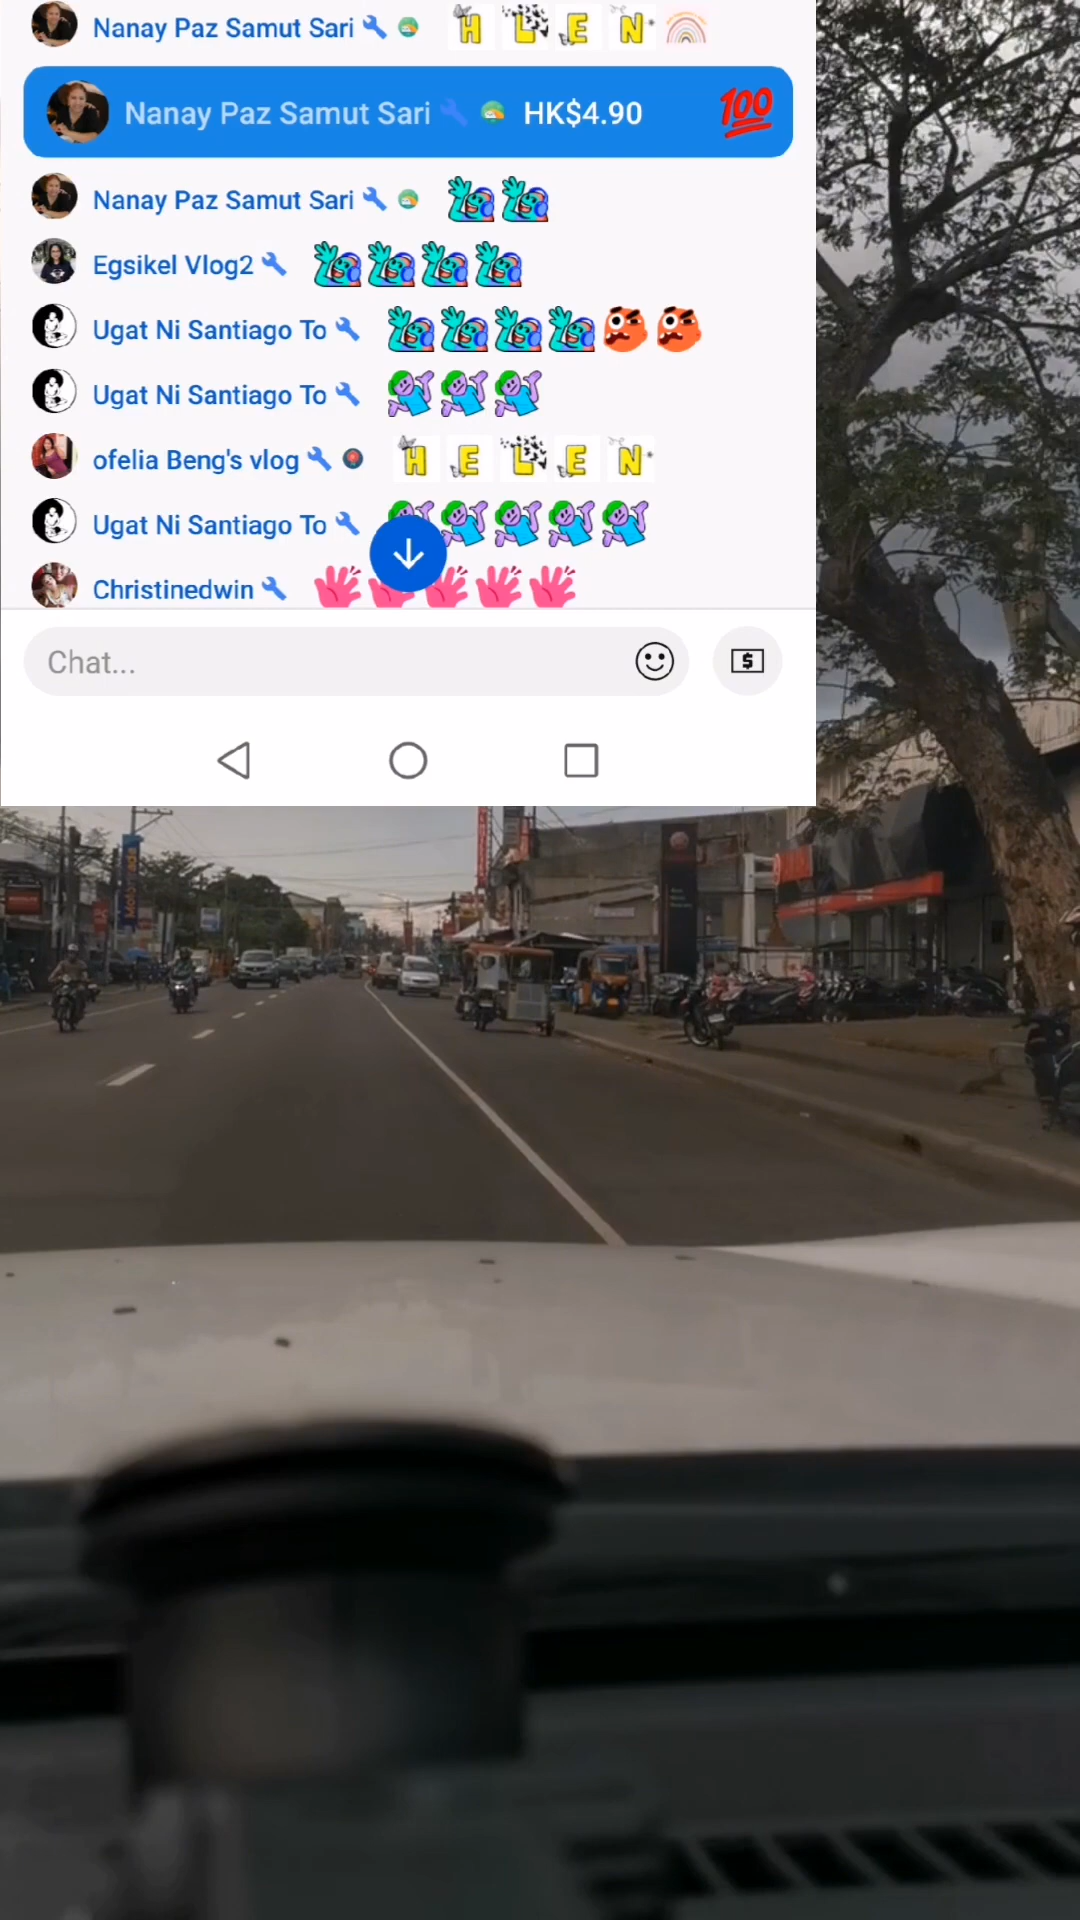 Nanay Paz Samut Sari H L E N
Nanay Paz Samut Sari HK$4.90 100
Nanay Paz Samut Sari
Egsikel Vlog2
Ugat Ni Santiago To
Ugat Ni Santiago To
ofelia Beng's vlog H E L E N
Ugat Ni Santiago To
Christinedwin
Chat...
$